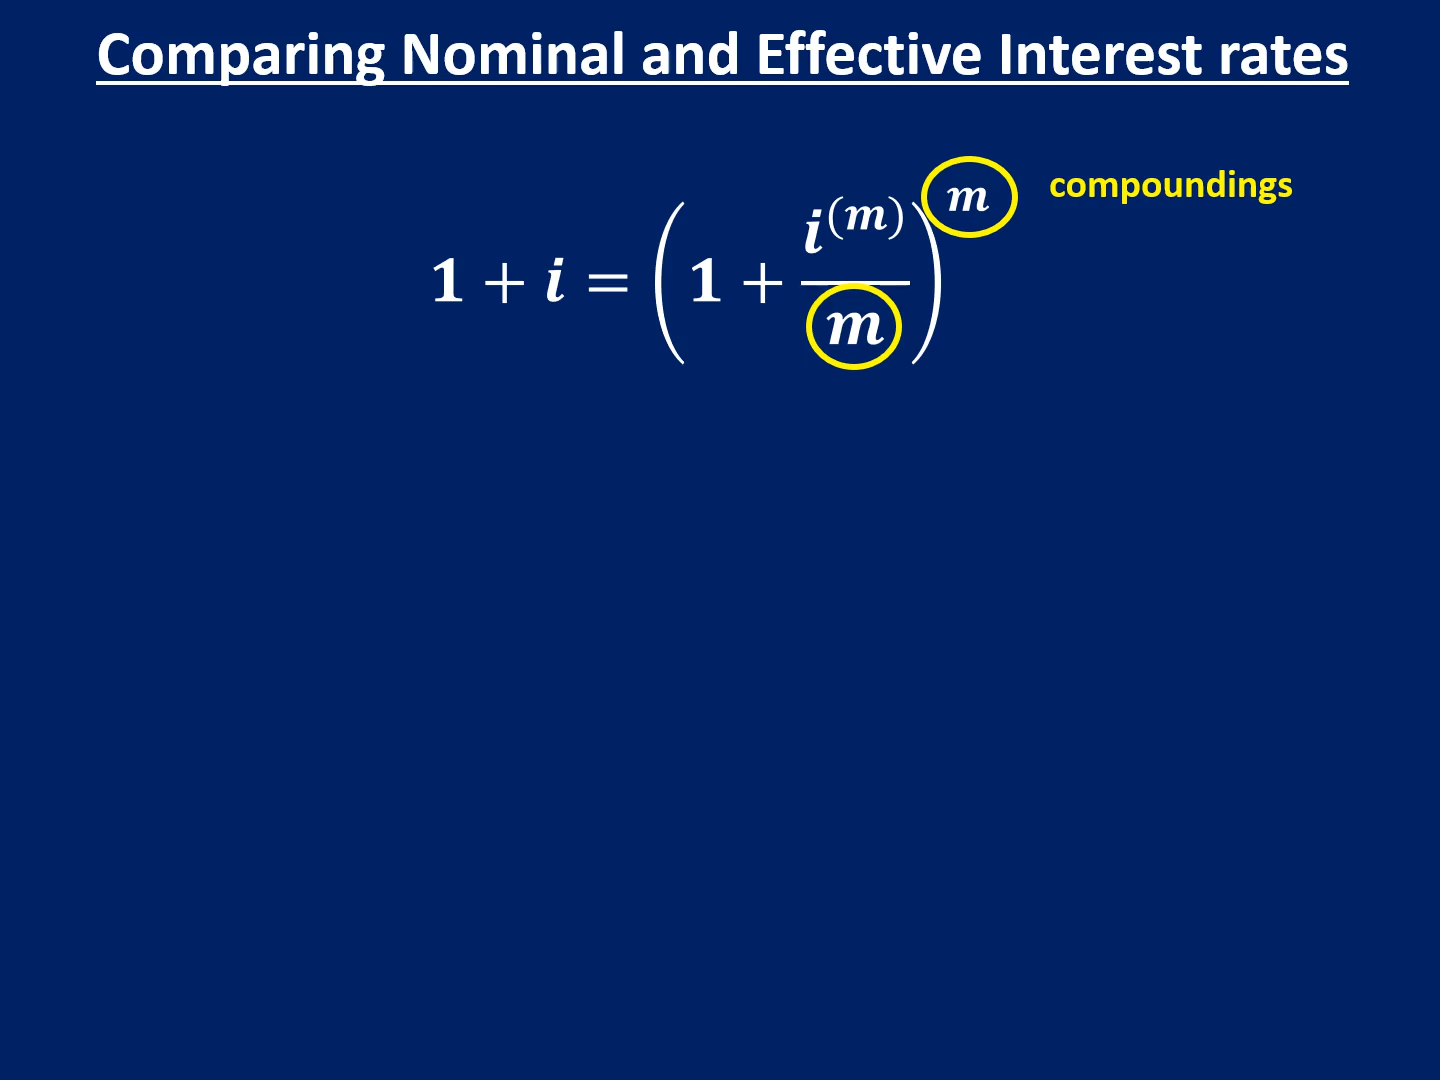 Comparing Nominal and Effective Interest rates
compoundings
1 + i = (1 + i^(m) / m)^m